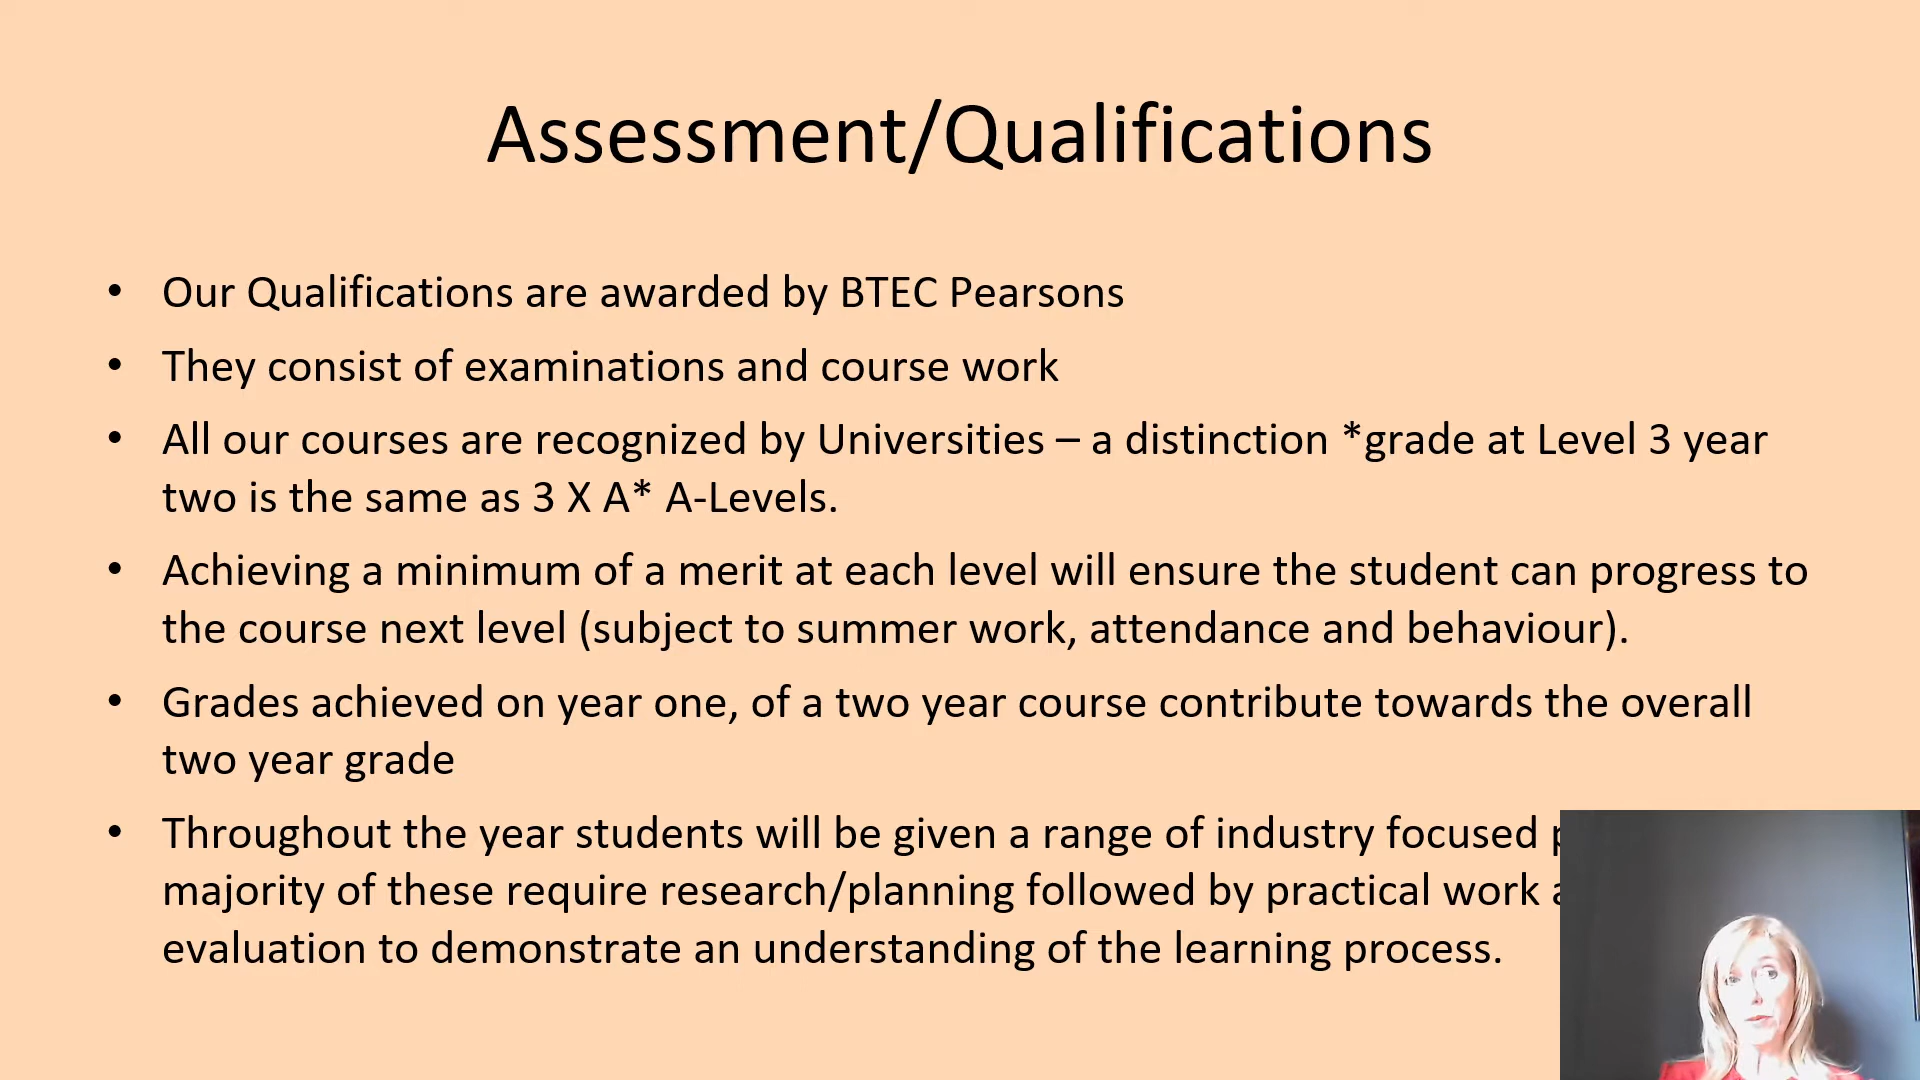 Assessment/Qualifications
• Our Qualifications are awarded by BTEC Pearsons
• They consist of examinations and course work
• All our courses are recognized by Universities – a distinction *grade at Level 3 year
two is the same as 3 X A* A-Levels.
• Achieving a minimum of a merit at each level will ensure the student can progress to
the course next level (subject to summer work, attendance and behaviour).
• Grades achieved on year one, of a two year course contribute towards the overall
two year grade
• Throughout the year students will be given a range of industry focused
majority of these require research/planning followed by practical work
evaluation to demonstrate an understanding of the learning process.